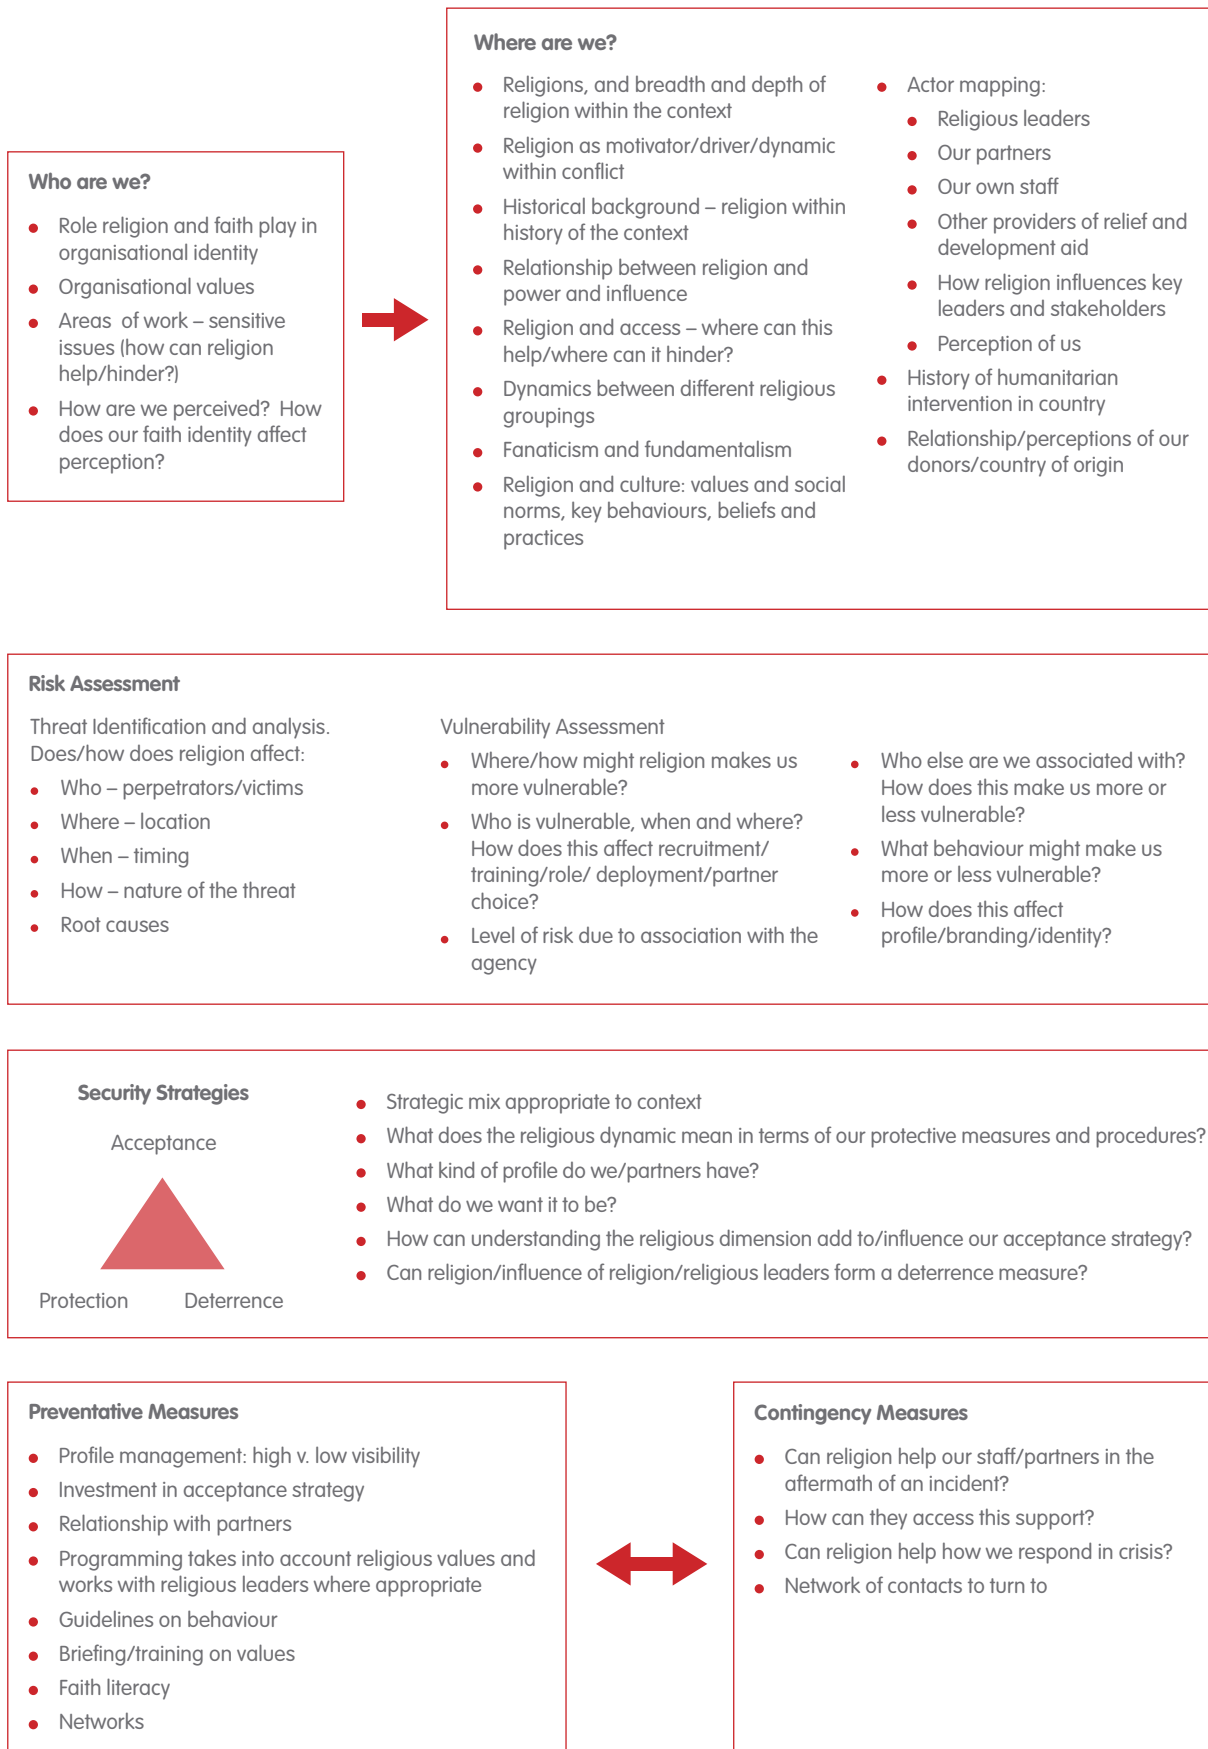 Where are we?
Religions, and breadth and depth of
religion within the context
Religion as motivator/driver/dynamic
within conflict
Historical background – religion within
history of the context
Relationship between religion and
power and influence
Religion and access – where can this
help/where can it hinder?
Dynamics between different religious
groupings
Fanaticism and fundamentalism
Religion and culture: values and social
norms, key behaviours, beliefs and
practices
Actor mapping:
Religious leaders
Our partners
Our own staff
Other providers of relief and
development aid
How religion influences key
leaders and stakeholders
Perception of us
History of humanitarian
intervention in country
Relationship/perceptions of our
donors/country of origin
Who are we?
Role religion and faith play in
organisational identity
Organisational values
Areas  of work – sensitive
issues (how can religion
help/hinder?)
How are we perceived?  How
does our faith identity affect
perception?
Risk Assessment
Threat Identification and analysis.
Does/how does religion affect:
Who – perpetrators/victims
Where – location
When – timing
How – nature of the threat
Root causes
Vulnerability Assessment
Where/how might religion makes us
more vulnerable?
Who is vulnerable, when and where?
How does this affect recruitment/
training/role/ deployment/partner
choice?
Level of risk due to association with the
agency
Who else are we associated with?
How does this make us more or
less vulnerable?
What behaviour might make us
more or less vulnerable?
How does this affect
profile/branding/identity?
Security Strategies
Acceptance
Protection
Deterrence
Strategic mix appropriate to context
What does the religious dynamic mean in terms of our protective measures and procedures?
What kind of profile do we/partners have?
What do we want it to be?
How can understanding the religious dimension add to/influence our acceptance strategy?
Can religion/influence of religion/religious leaders form a deterrence measure?
Preventative Measures
Profile management: high v. low visibility
Investment in acceptance strategy
Relationship with partners
Programming takes into account religious values and
works with religious leaders where appropriate
Guidelines on behaviour
Briefing/training on values
Faith literacy
Networks
Contingency Measures
Can religion help our staff/partners in the
aftermath of an incident?
How can they access this support?
Can religion help how we respond in crisis?
Network of contacts to turn to